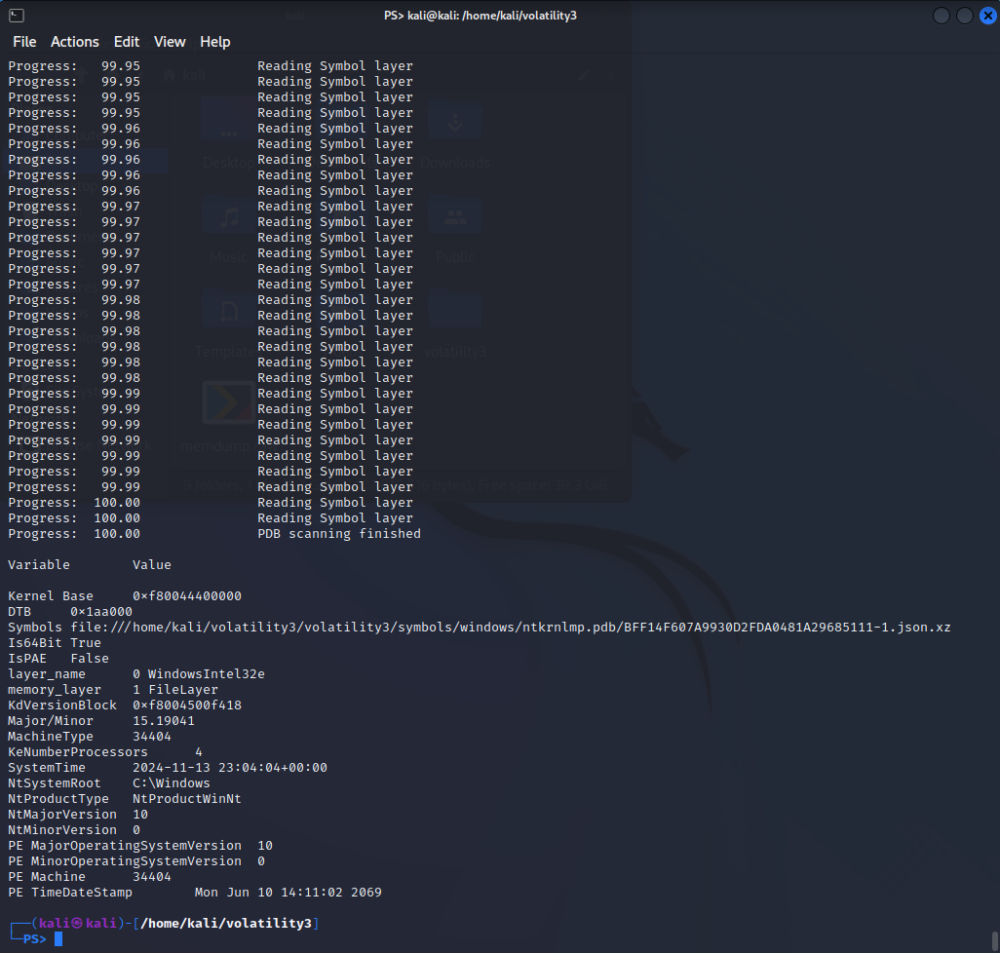 PS> kali@kali: /home/kali/volatility3
File Actions Edit View Help
Progress: 99.95 Reading Symbol layer
Progress: 99.95 Reading Symbol layer
Progress: 99.95 Reading Symbol layer
Progress: 99.95 Reading Symbol layer
Progress: 99.96 Reading Symbol layer
Progress: 99.96 Reading Symbol layer
Progress: 99.96 Reading Symbol layer
Progress: 99.96 Reading Symbol layer
Progress: 99.96 Reading Symbol layer
Progress: 99.97 Reading Symbol layer
Progress: 99.97 Reading Symbol layer
Progress: 99.97 Reading Symbol layer
Progress: 99.97 Reading Symbol layer
Progress: 99.97 Reading Symbol layer
Progress: 99.97 Reading Symbol layer
Progress: 99.98 Reading Symbol layer
Progress: 99.98 Reading Symbol layer
Progress: 99.98 Reading Symbol layer
Progress: 99.98 Reading Symbol layer
Progress: 99.98 Reading Symbol layer
Progress: 99.98 Reading Symbol layer
Progress: 99.99 Reading Symbol layer
Progress: 99.99 Reading Symbol layer
Progress: 99.99 Reading Symbol layer
Progress: 99.99 Reading Symbol layer
Progress: 99.99 Reading Symbol layer
Progress: 99.99 Reading Symbol layer
Progress: 99.99 Reading Symbol layer
Progress: 100.00 Reading Symbol layer
Progress: 100.00 Reading Symbol layer
Progress: 100.00 PDB scanning finished
Variable Value
Kernel Base 0×f80044400000
DTB 0×1aa000
Symbols file:///home/kali/volatility3/volatility3/symbols/windows/ntkrnlmp.pdb/BFF14F607A9930D2FDA0481A29685111-1.json.xz
Is64Bit True
IsPAE False
layer_name 0 WindowsIntel32e
memory_layer 1 FileLayer
KdVersionBlock 0×f8004500f418
Major/Minor 15.19041
MachineType 34404
KeNumberProcessors 4
SystemTime 2024-11-13 23:04:04+00:00
NtSystemRoot C:\Windows
NtProductType NtProductWinNt
NtMajorVersion 10
NtMinorVersion 0
PE MajorOperatingSystemVersion 10
PE MinorOperatingSystemVersion 0
PE Machine 34404
PE TimeDateStamp Mon Jun 10 14:11:02 2069
┌──(kali㉿kali)-[/home/kali/volatility3]
└─PS>
kali
Desktop
Downloads
Music
Public
volatility3